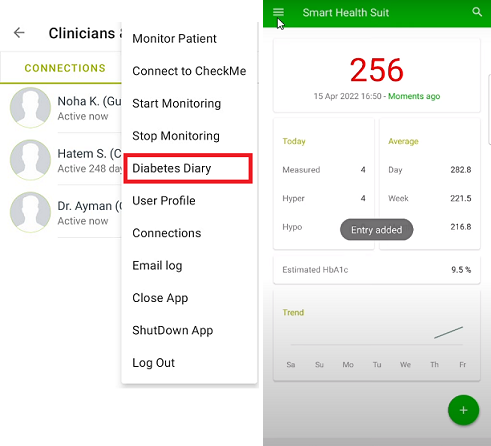 Clinicians &
CONNECTIONS
Noha K. (Gu
Active now
Hatem S. (C
Active 248 day
Dr. Ayman (
Active now
Monitor Patient
Connect to CheckMe
Start Monitoring
Stop Monitoring
Diabetes Diary
User Profile
Connections
Email log
Close App
ShutDown App
Log Out
Smart Health Suit
256
15 Apr 2022 16:50 - Moments ago
Today
Measured 4
Hyper 4
Hypo
Average
Day 282.8
Week 221.5
216.8
Entry added
Estimated HbA1c 9.5 %
Trend
Sa Su Mo Tu We Th Fr
+